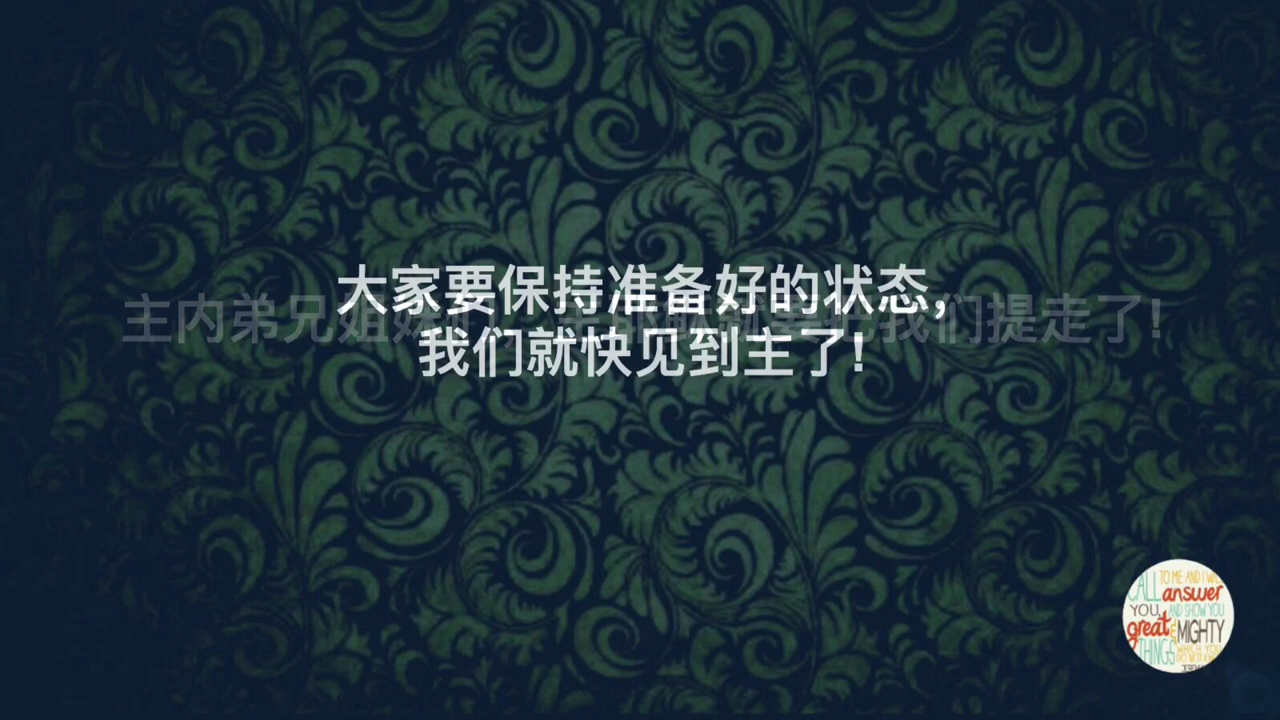 大家要保持准备好的状态，
我们就快见到主了！
主内弟兄姐妹
我们提走了！
CALL TO ME AND I WILL
answer
YOU AND SHOW YOU
great
MIGHTY
THINGS